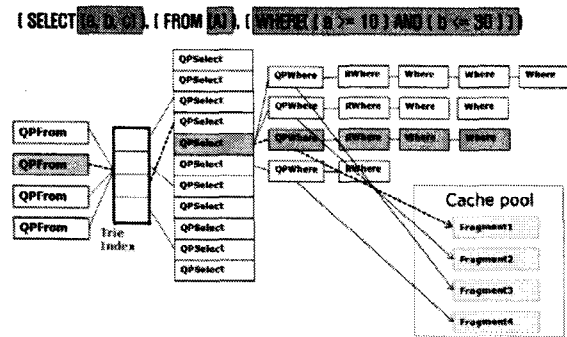 ( SELECT (a, b, c) ), ( FROM (A) ), ( WHERE( ( a >= 10 ) AND ( b <= 30 ) ) )
QPSelect
QPSelect
QPSelect
QPSelect
QPSelect
QPSelect
QPSelect
QPSelect
QPSelect
QPSelect
QPSelect
QPWhere RWhere Where Where Where
QPWhere RWhere Where Where
QPWhere RWhere Where Where
QPWhere RWhere
QPFrom
QPFrom
QPFrom
QPFrom
Trie
Index
Cache pool
Fragment1
Fragment2
Fragment3
Fragment4